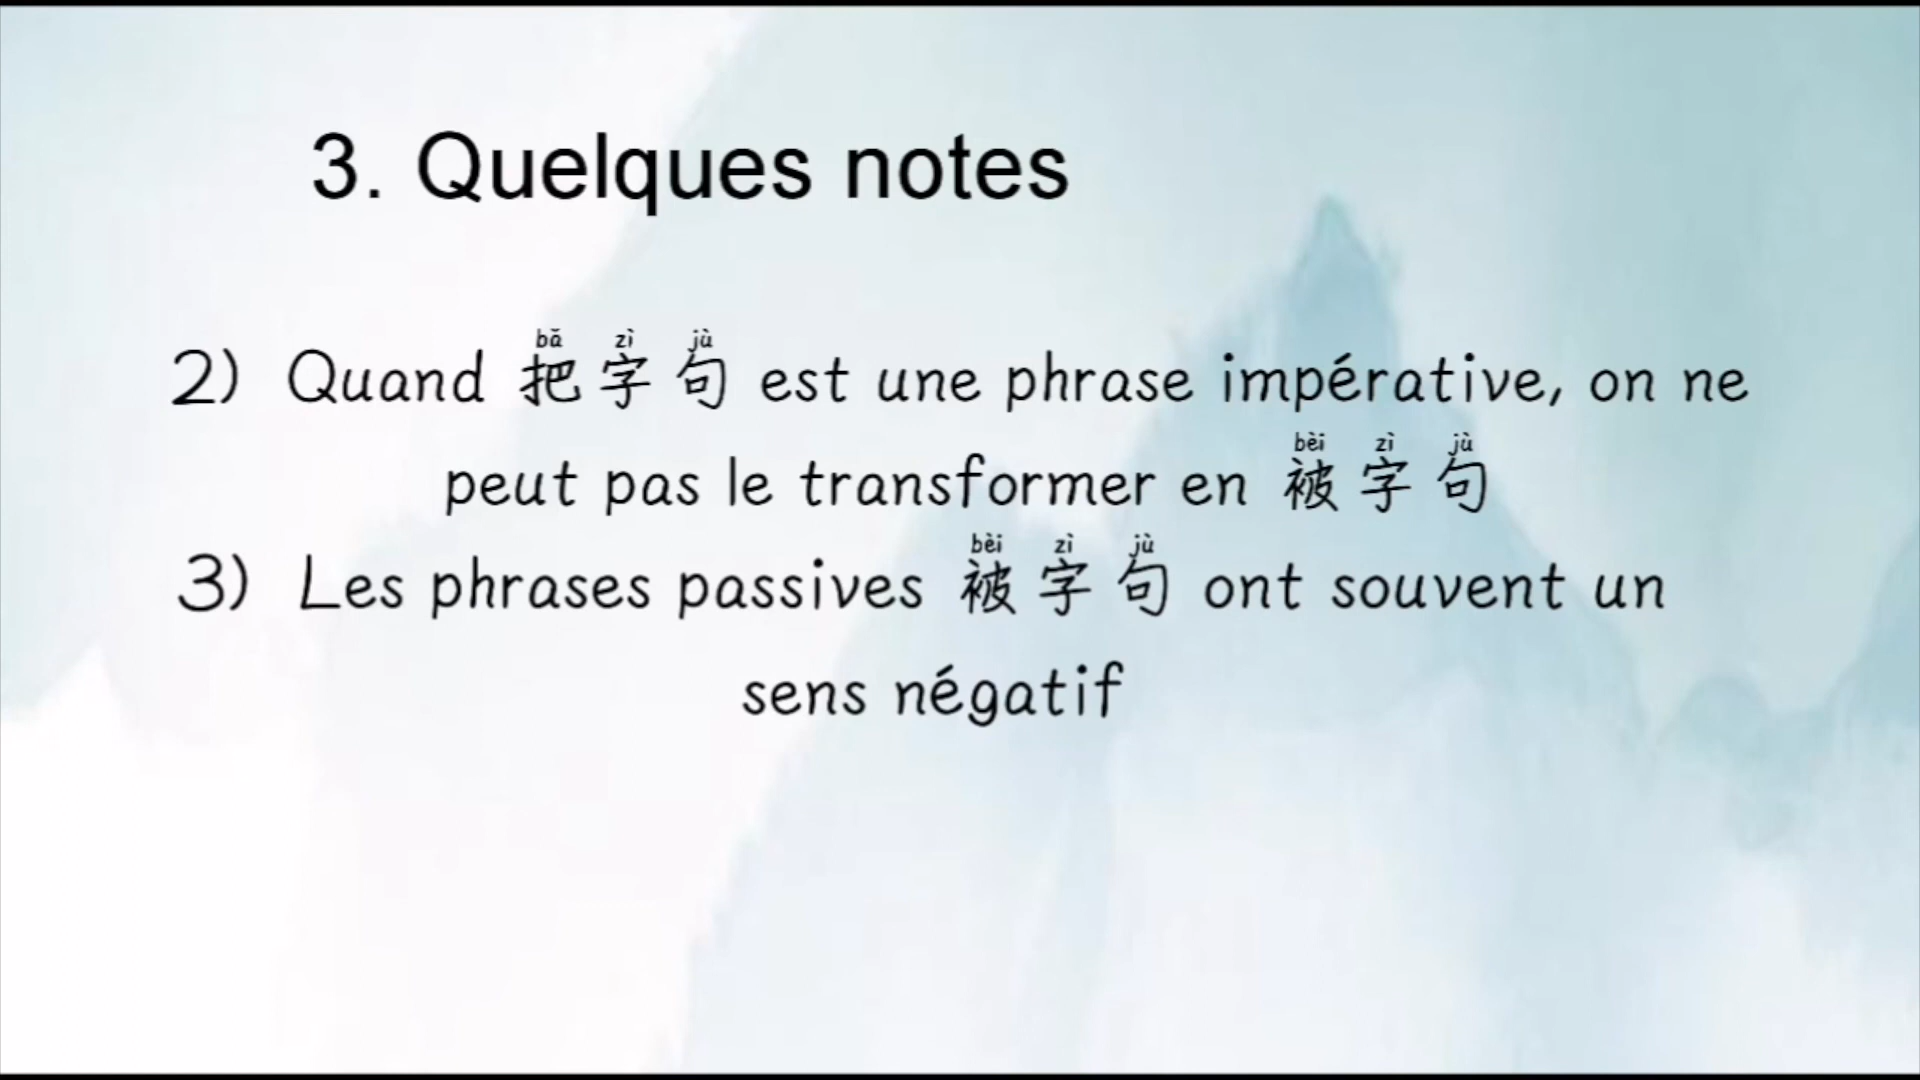 3. Quelques notes
bǎ zì jù
2) Quand 把字句 est une phrase impérative, on ne
bèi zì jù
peut pas le transformer en 被字句
bèi zì jù
3) Les phrases passives 被字句 ont souvent un
sens négatif